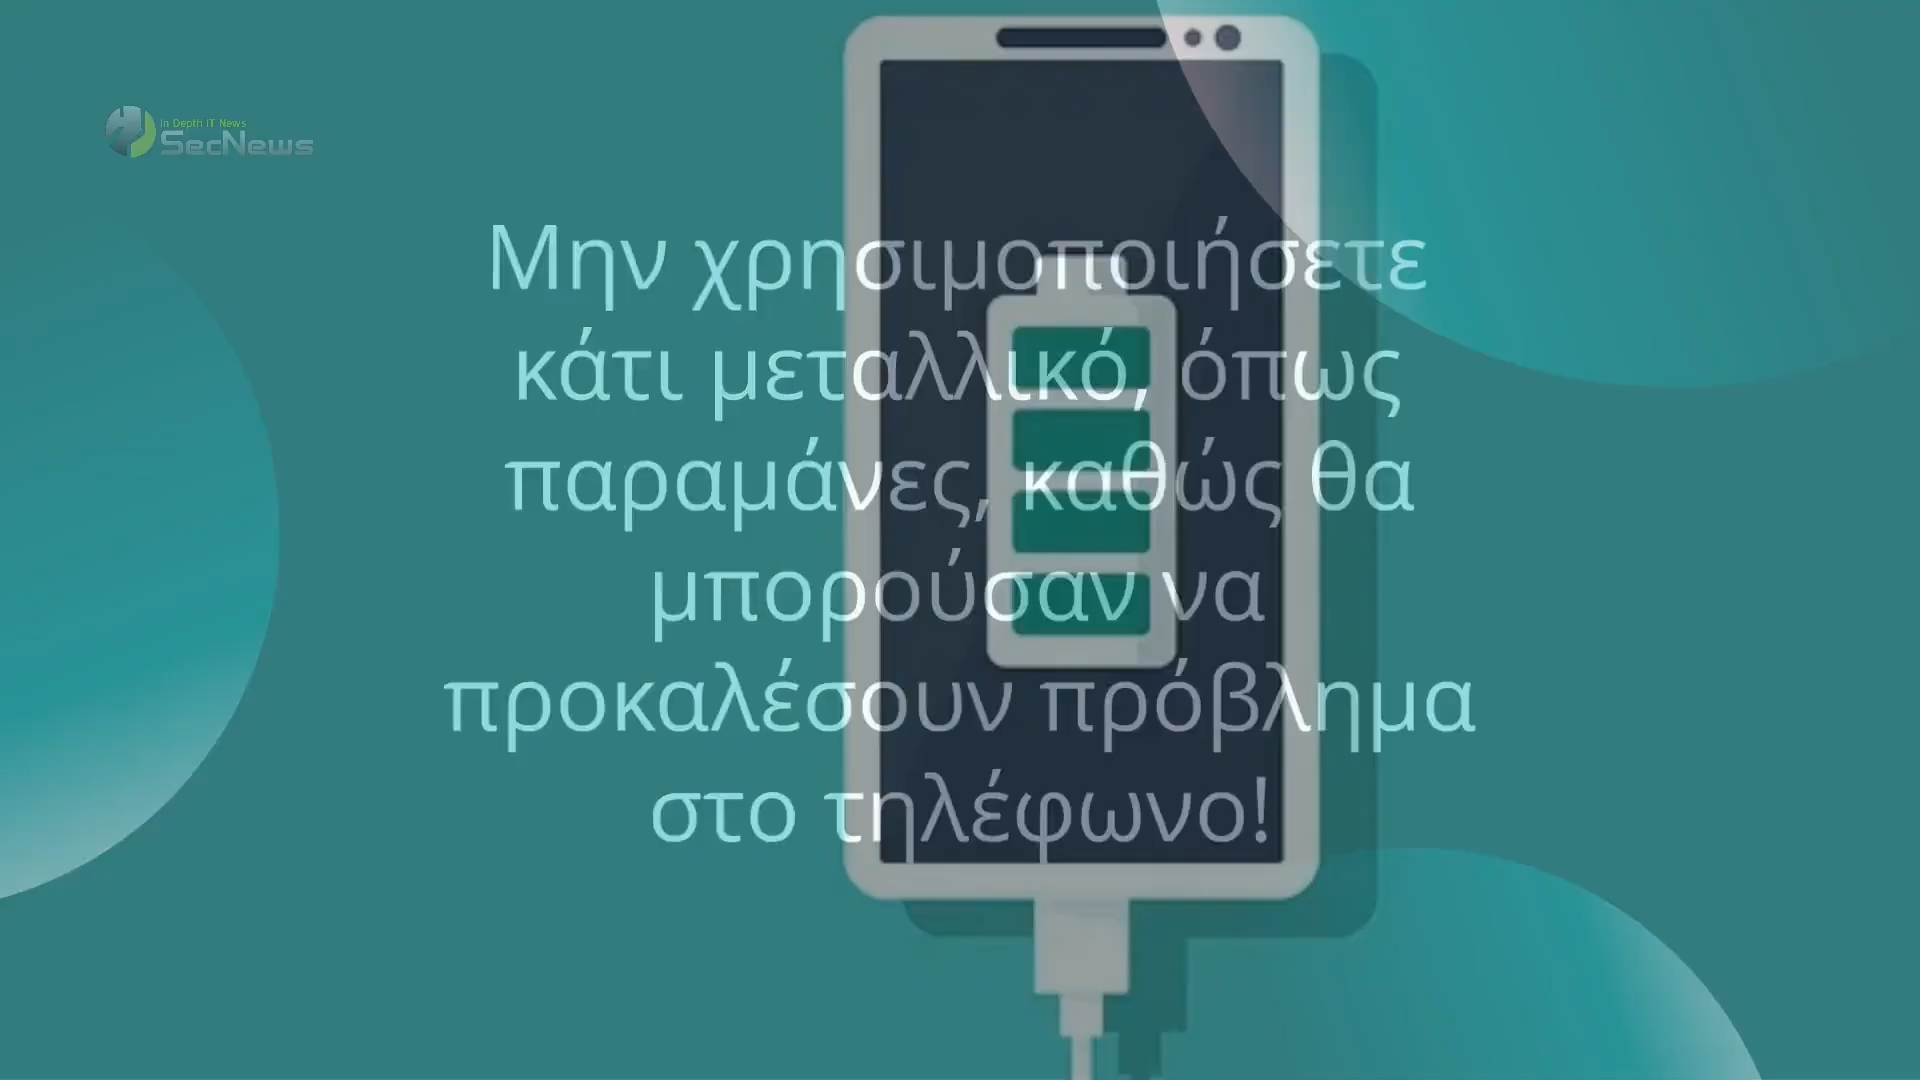 In Depth IT News
SecNews
Μην χρησιμοποιήσετε
κάτι μεταλλικό, όπως
παραμάνες, καθώς θα
μπορούσαν να
προκαλέσουν πρόβλημα
στο τηλέφωνο!